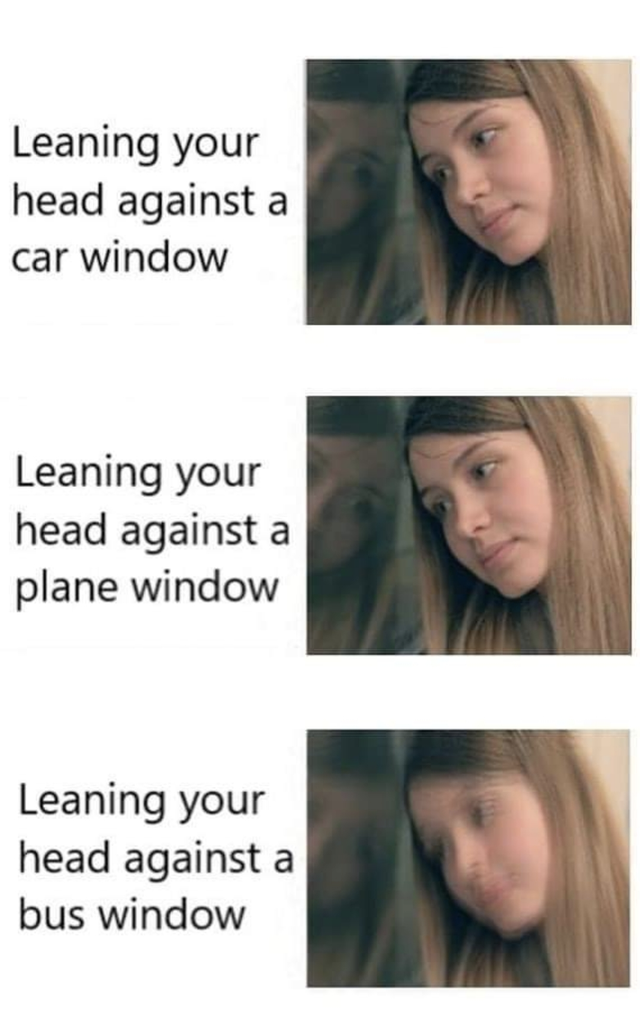 Leaning your
head against a
car window
Leaning your
head against a
plane window
Leaning your
head against a
bus window